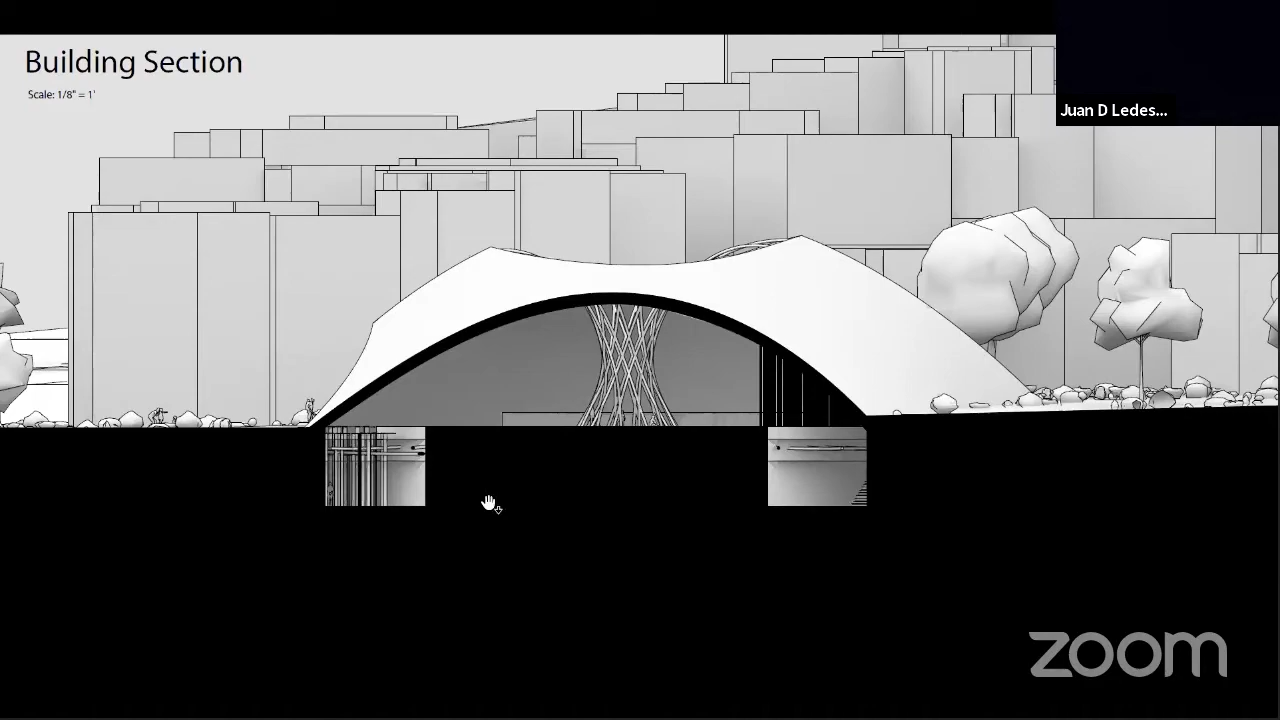 Building Section
Scale: 1/8" = 1'
Juan D Ledes...
zoom